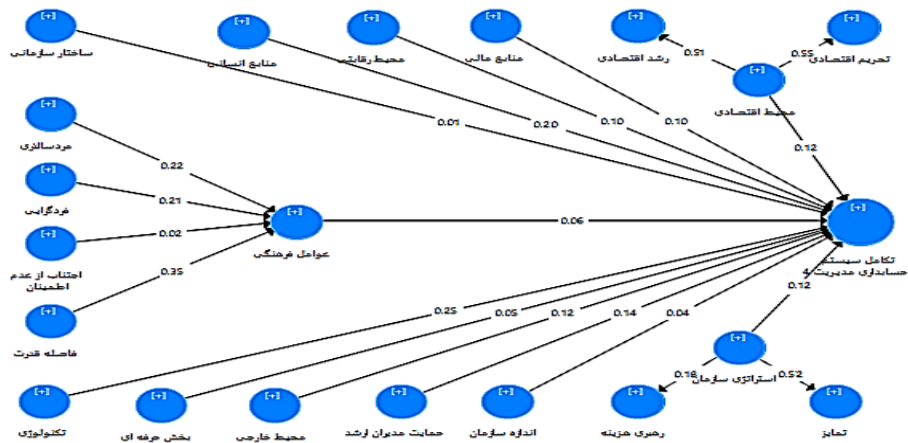 [+] [+] [+] [+] [+] [+]
ساختار سازمانی
منابع انسانی
محیط رقابتی
منابع مالی
رشد اقتصادی
تحریم اقتصادی
0.51
0.55
[+]
محیط اقتصادی
[+]
مردسالاری
0.01
0.20
0.10
0.10
0.12
0.22
[+]
فردگرایی
0.21
[+]
عوامل فرهنگی
0.06
[+]
تکامل سیستم
حسابداری مدیریت 4
[+]
اجتناب از عدم
اطمینان
0.02
0.35
[+]
فاصله قدرت
0.25
0.05
0.12
0.14
0.04
0.12
[+]
استراتژی سازمان
0.16
0.52
[+] [+] [+] [+] [+] [+] [+]
تکنولوژی
بخش حرفه ای
محیط خارجی
حمایت مدیران ارشد
اندازه سازمان
رهبری هزینه
تمایز